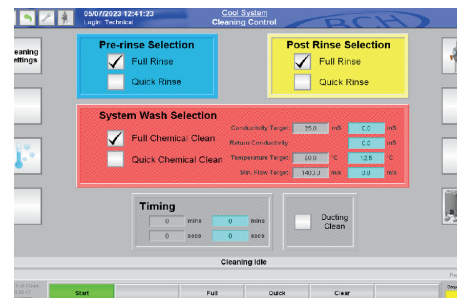 05/07/2023 12:41:23
Login: Technical
Cool System
Cleaning Control
RCH
eaning
ettings
Pre-rinse Selection
Full Rinse
Quick Rinse
Post Rinse Selection
Full Rinse
Quick Rinse
System Wash Selection
Full Chemical Clean
Quick Chemical Clean
Conductivity Target: mS 0.0 mS
Return Conductivity 0.0 mS
Temperature Target: 60.0 °C 12.5 °C
Min. Flow Target: 1400.0 m/s 0.0 m/s
Timing
0 mins 0 mins
0 secs 0 secs
Ducting
Clean
Cleaning Idle
Start Full Quick Clear